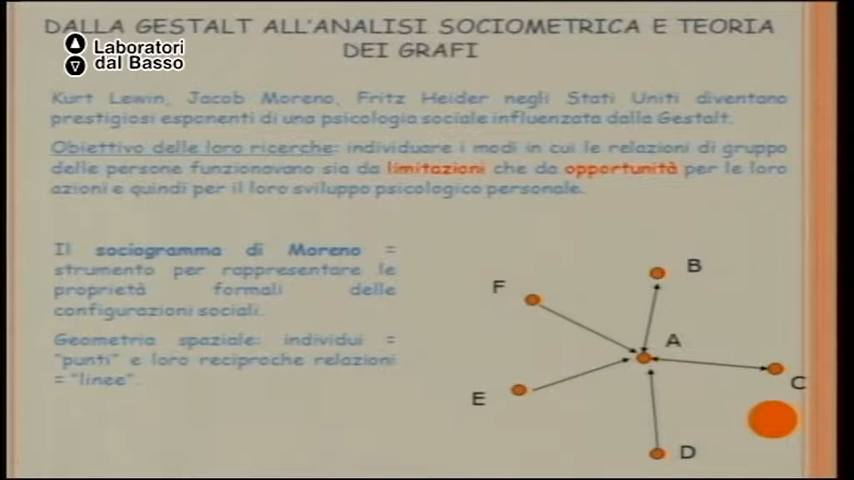 DALLA GESTALT ALL'ANALISI SOCIOMETRICA E TEORIA
DEI GRAFI
Laboratori
dal Basso
Kurt Lewin, Jacob Moreno, Fritz Heider negli Stati Uniti diventano
prestigiosi esponenti di una psicologia sociale influenzata dalla Gestalt.
Obiettivo delle loro ricerche: individuare i modi in cui le relazioni di gruppo
delle persone funzionavano sia da limitazioni che da opportunità per le loro
azioni e quindi per il loro sviluppo psicologico personale.
Il sociogramma di Moreno =
strumento per rappresentare le
proprietà formali delle
configurazioni sociali.
Geometria spaziale: individui =
"punti" e loro reciproche relazioni
= "linee".
B
F
A
C
E
D